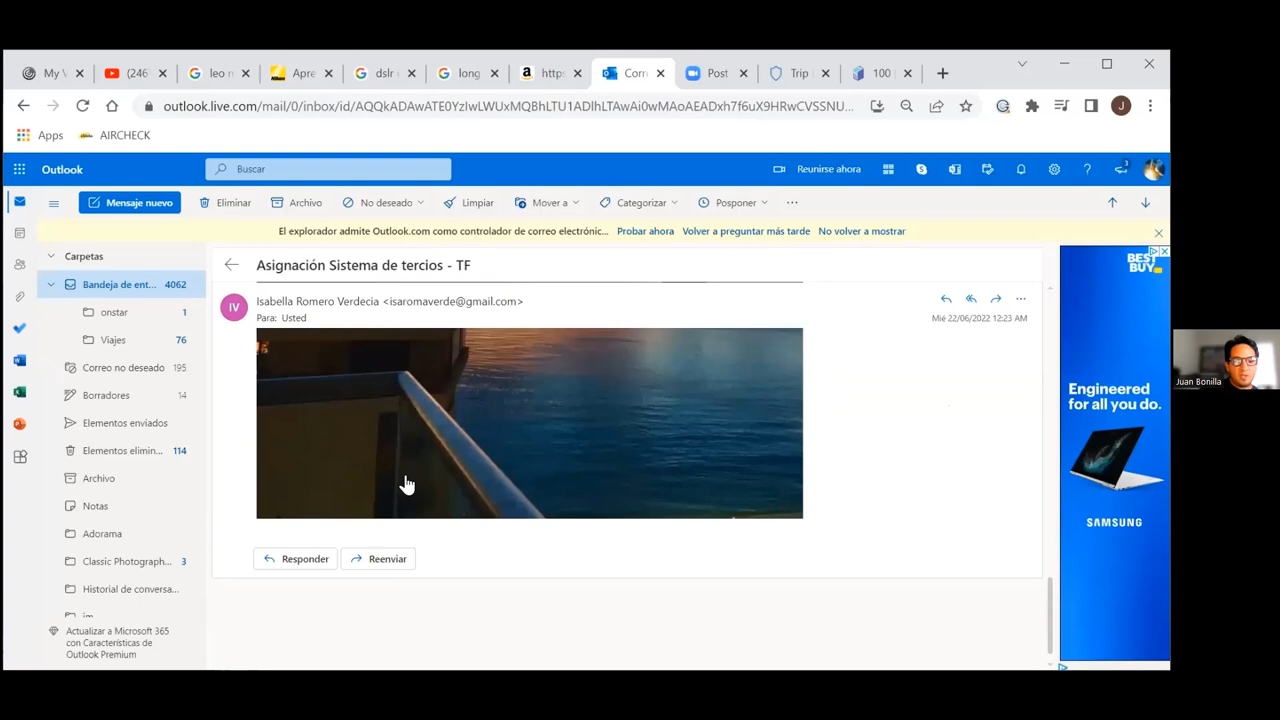 My V
(246
leo n
Apre
dslr
long
https
Corre
Post
Trip
100
outlook.live.com/mail/0/inbox/id/AQQkADAwATE0YzIwLWUxMQBhLTU1ADlhLTAwAi0wMAoAEADxh7f6uX9HRwCVSSNU...
J
Apps
AIRCHECK
Outlook
Buscar
Reunirse ahora
3
Mensaje nuevo
Eliminar
Archivo
No deseado
Limpiar
Mover a
Categorizar
Posponer
El explorador admite Outlook.com como controlador de correo electrónic...
Probar ahora
Volver a preguntar más tarde
No volver a mostrar
Carpetas
Bandeja de ent... 4062
onstar 1
Viajes 76
Correo no deseado 195
Borradores 14
Elementos enviados
Elementos elimin... 114
Archivo
Notas
Adorama
Classic Photograph... 3
Historial de conversa...
im
Actualizar a Microsoft 365
con Características de
Outlook Premium
Asignación Sistema de tercios - TF
IV
Isabella Romero Verdecia <isaromaverde@gmail.com>
Para: Usted
Mié 22/06/2022 12:23 AM
Responder
Reenviar
BEST
BUY
Engineered
for all you do.
SAMSUNG
Juan Bonilla